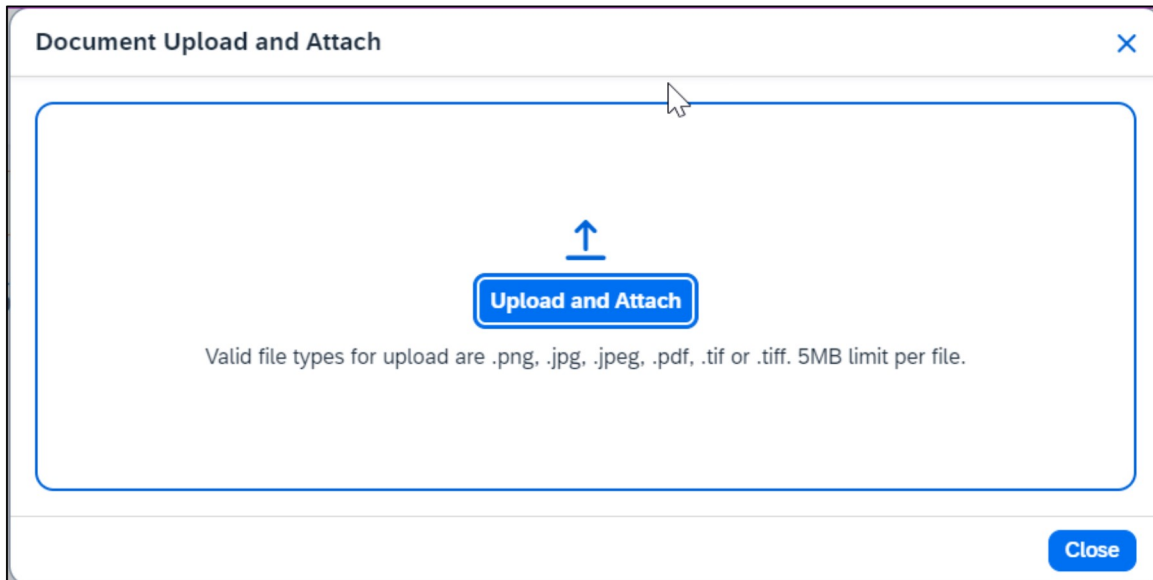 Document Upload and Attach
Upload and Attach
Valid file types for upload are .png, .jpg, .jpeg, .pdf, .tif or .tiff. 5MB limit per file.
Close